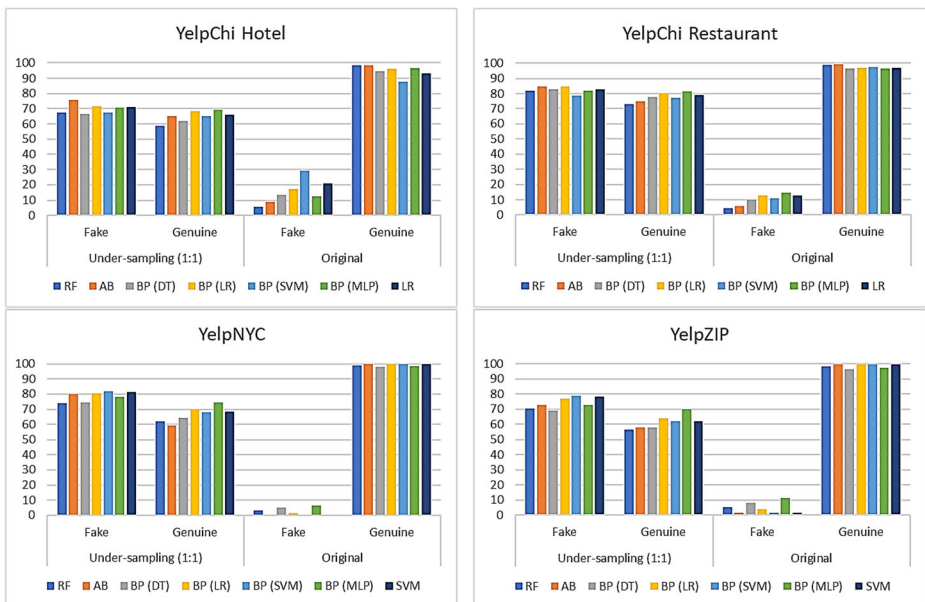 YelpChi Hotel
100
90
80
70
60
50
40
30
20
10
0
Fake Genuine Fake Genuine
Under-sampling (1:1) Original
RF AB BP (DT) BP (LR) BP (SVM) BP (MLP) LR
YelpChi Restaurant
100
90
80
70
60
50
40
30
20
10
0
Fake Genuine Fake Genuine
Under-sampling (1:1) Original
RF AB BP (DT) BP (LR) BP (SVM) BP (MLP) LR
YelpNYC
100
90
80
70
60
50
40
30
20
10
0
Fake Genuine Fake Genuine
Under-sampling (1:1) Original
RF AB BP (DT) BP (LR) BP (SVM) BP (MLP) SVM
YelpZIP
100
90
80
70
60
50
40
30
20
10
0
Fake Genuine Fake Genuine
Under-sampling (1:1) Original
RF AB BP (DT) BP (LR) BP (SVM) BP (MLP) SVM